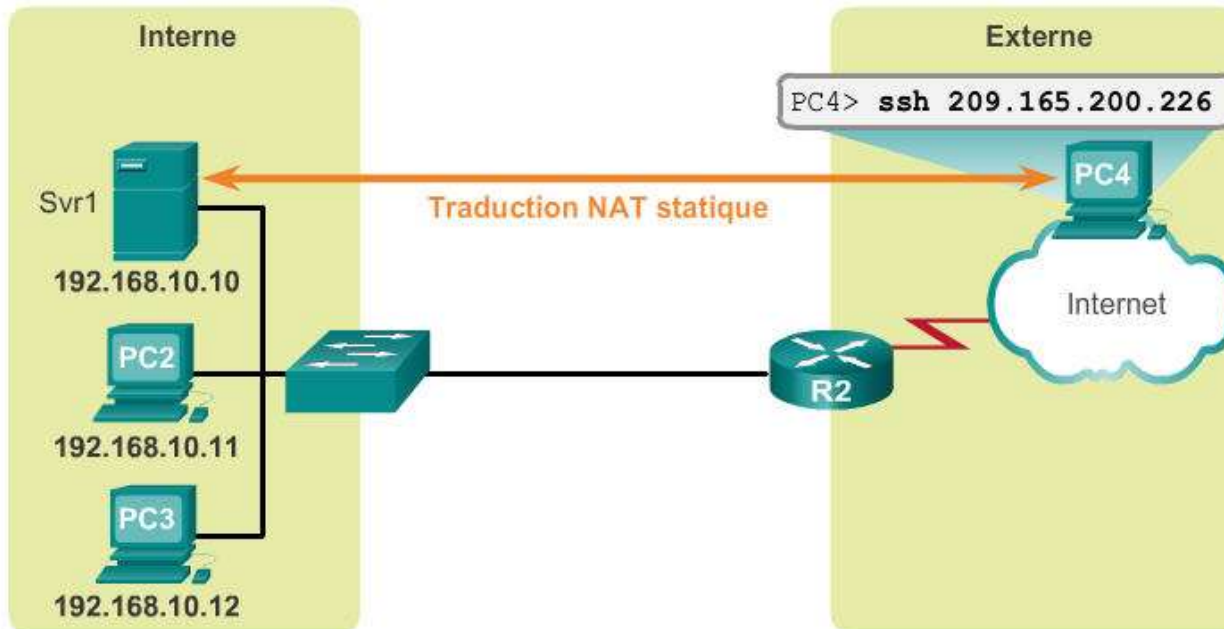 Interne
Externe
PC4> ssh 209.165.200.226
PC4
Traduction NAT statique
Svr1
192.168.10.10
Internet
PC2
R2
192.168.10.11
PC3
192.168.10.12